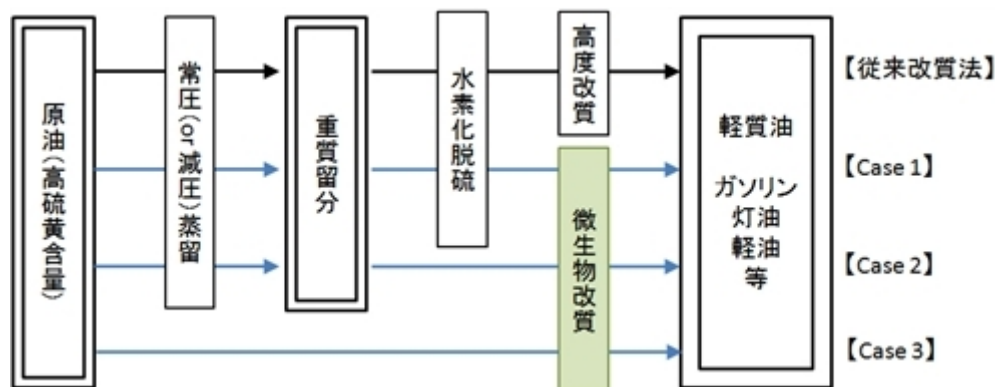 原油(高硫黄含量)
常圧(or 減圧)蒸留
重質留分
水素化脱硫
高度改質
微生物改質
軽質油
ガソリン
灯油
軽油
等
【従来改質法】
【Case 1】
【Case 2】
【Case 3】